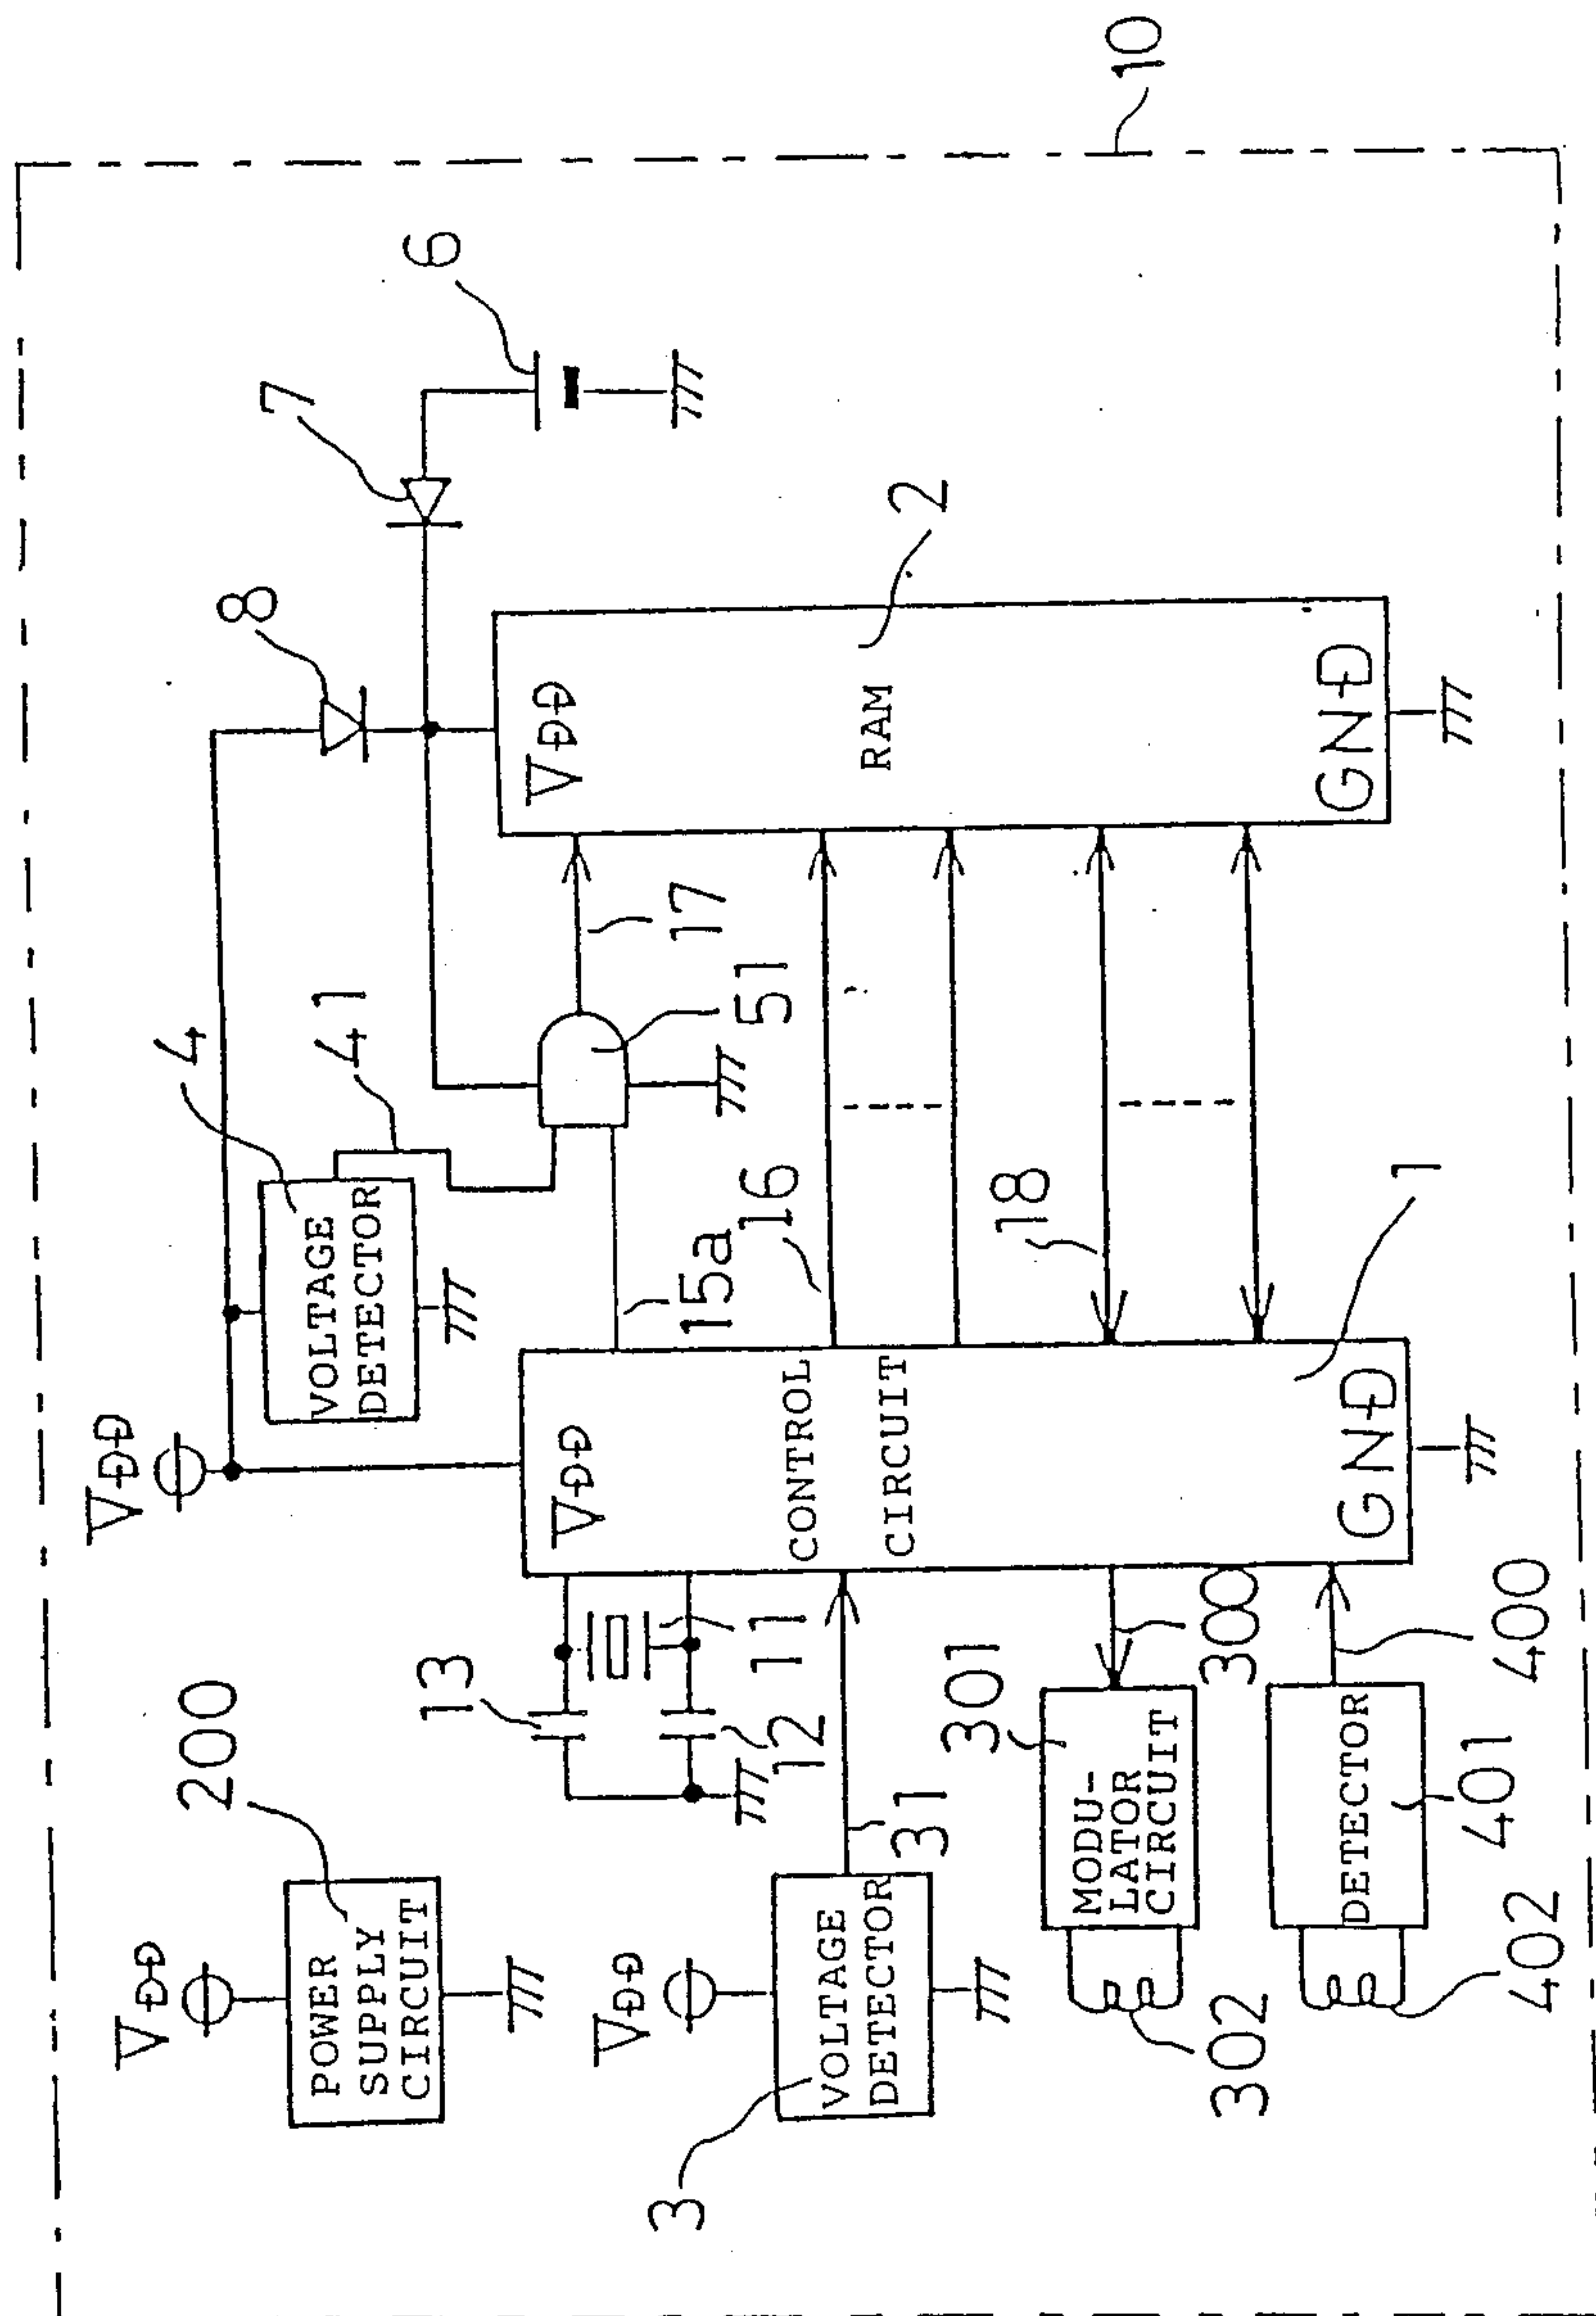 10
6
7
8
VDD
RAM
2
GND
17
51
4
41
VOLTAGE
DETECTOR
15a
16
18
1
VDD
VDD
CONTROL
CIRCUIT
GND
13
11
12
31
300
301
MODU-
LATOR
CIRCUIT
302
400
DETECTOR
401
402
200
VDD
POWER
SUPPLY
CIRCUIT
VDD
VOLTAGE
DETECTOR
3